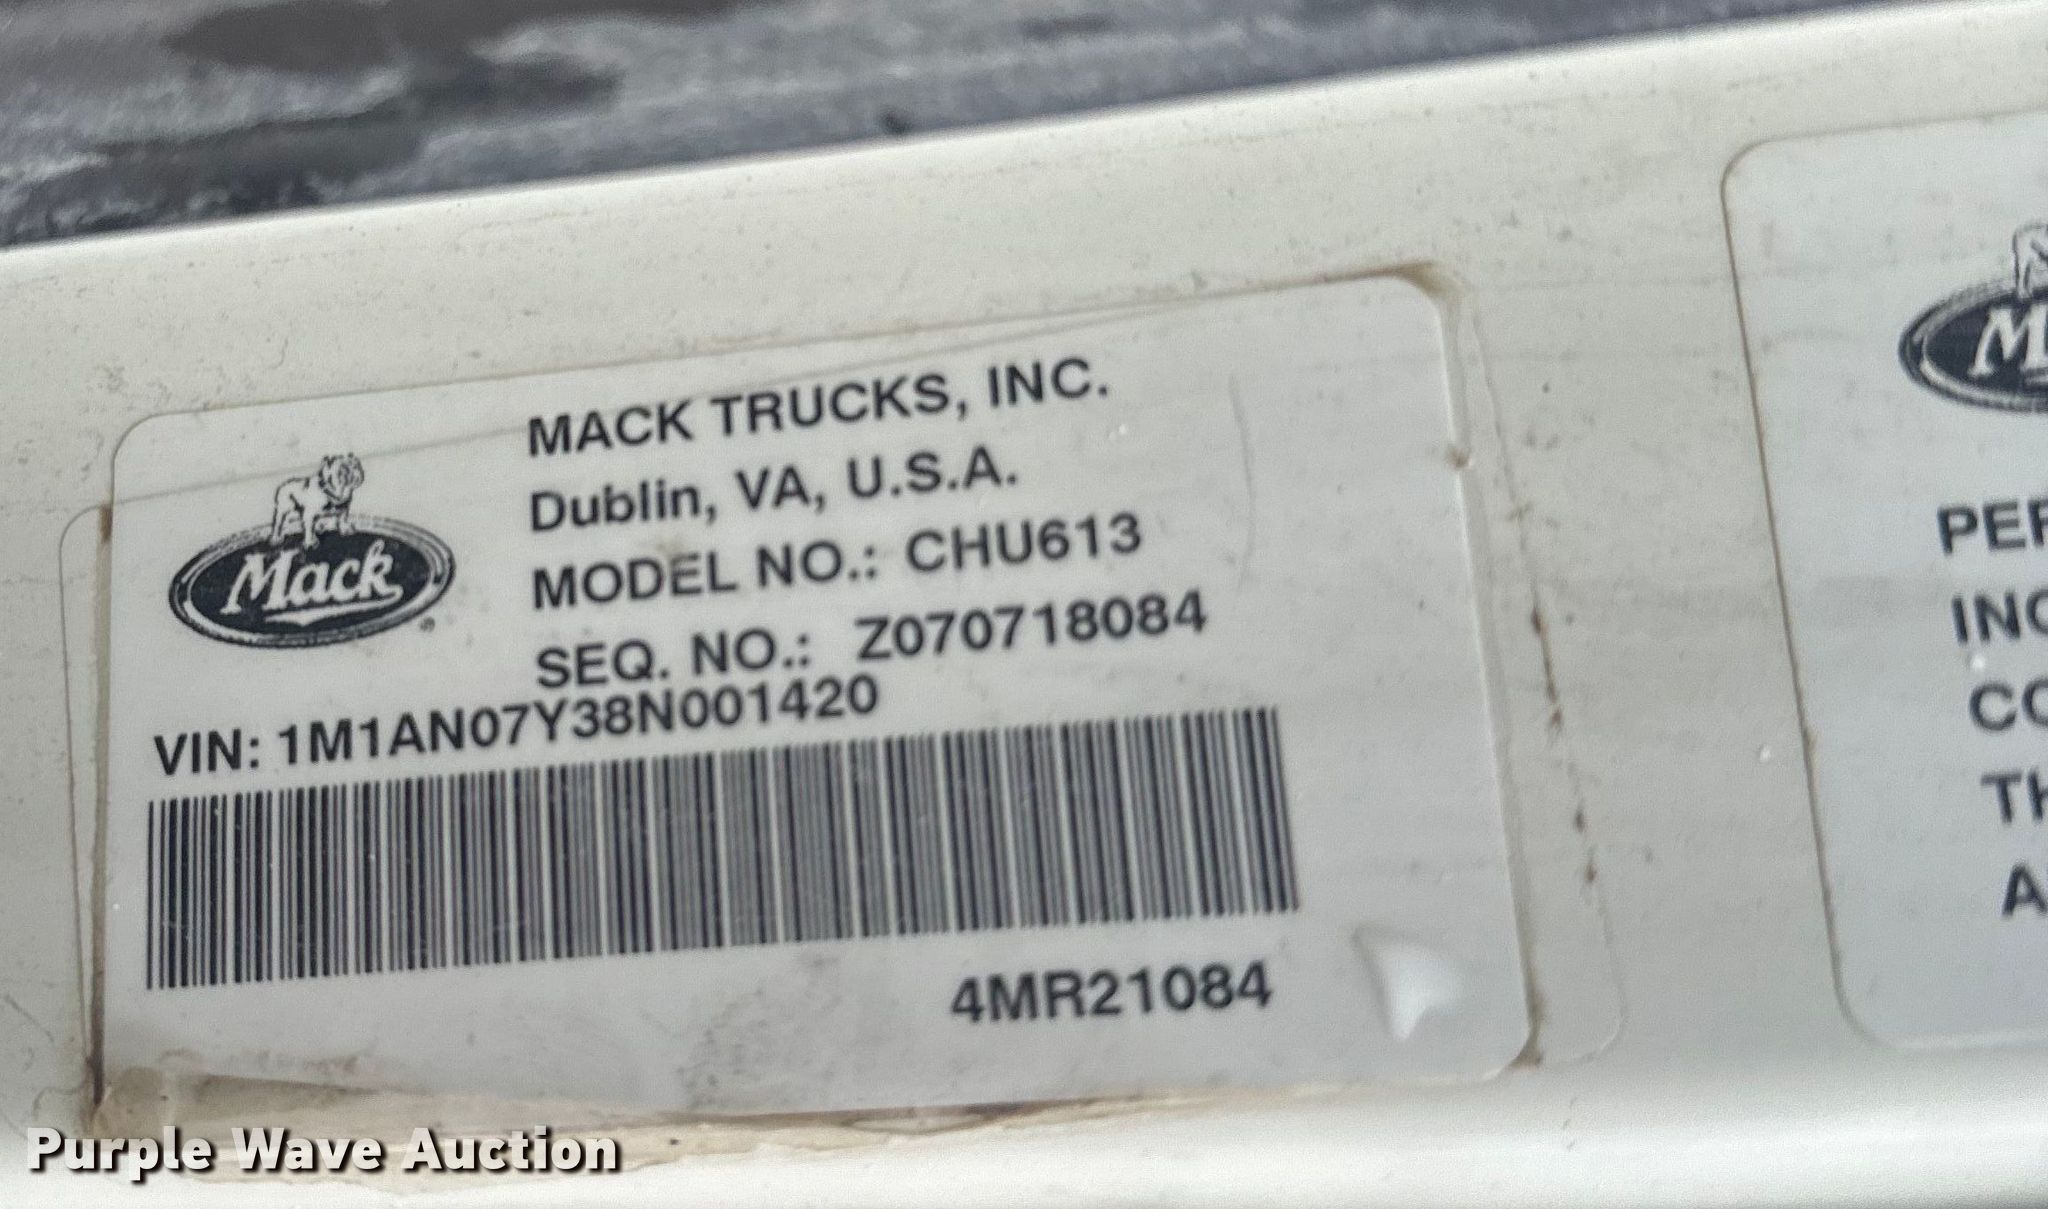 MACK TRUCKS, INC.
Dublin, VA, U.S.A.
MODEL NO.: CHU613
SEQ. NO.: Z070718084
VIN: 1M1AN07Y38N001420
4MR21084
Mack
®
M
PER
INC
CO
TH
A
Purple Wave Auction